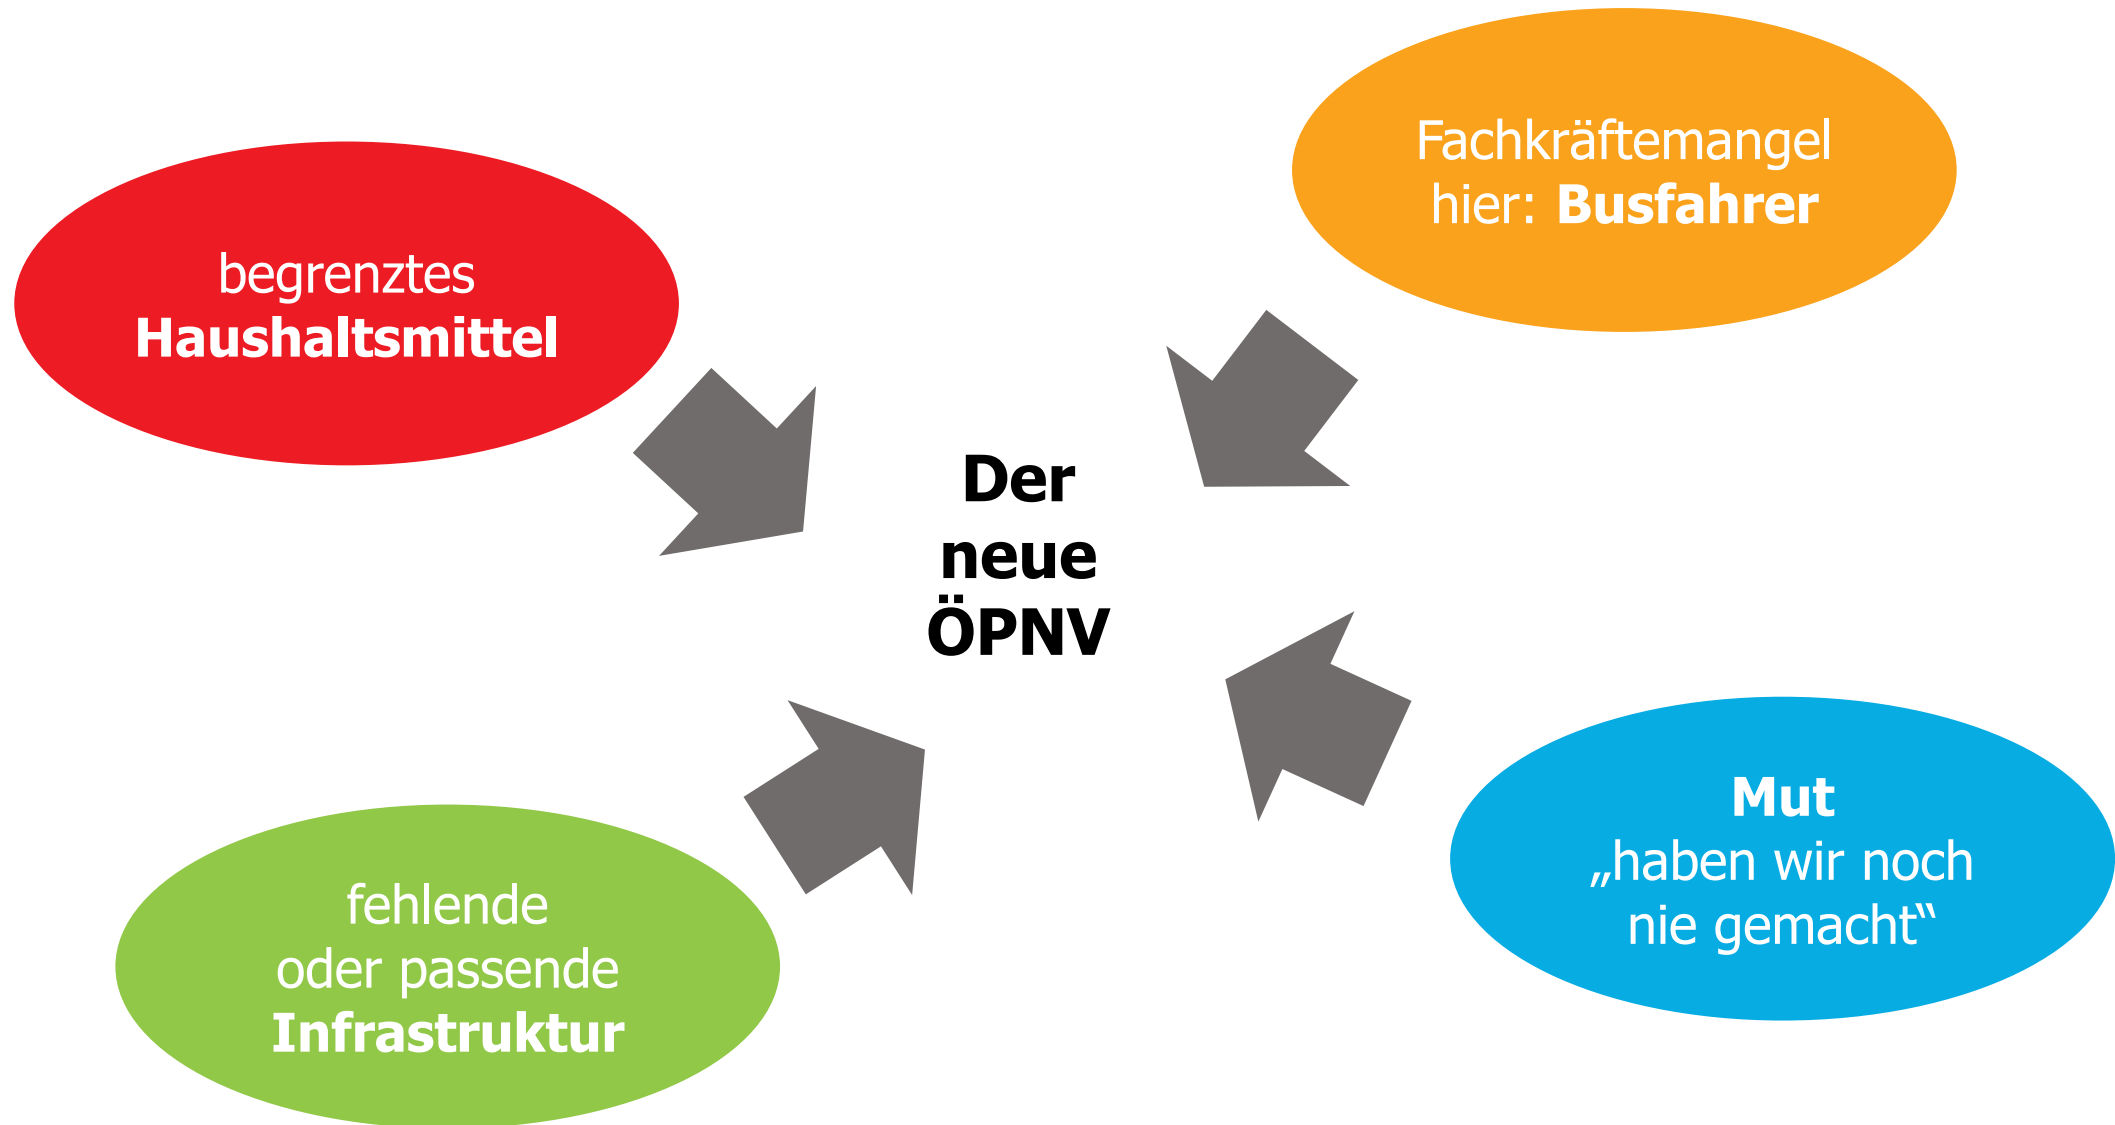 begrenztes
Haushaltsmittel
Fachkräftemangel
hier: Busfahrer
Der
neue
ÖPNV
fehlende
oder passende
Infrastruktur
Mut
„haben wir noch
nie gemacht“